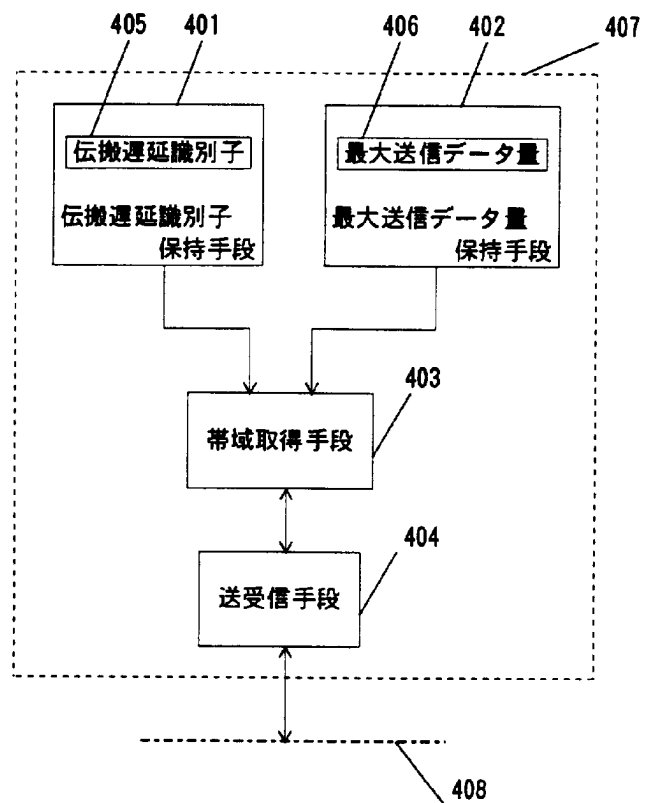 405
401
406
402
407
伝搬遅延識別子
最大送信データ量
伝搬遅延識別子
保持手段
最大送信データ量
保持手段
403
帯域取得手段
404
送受信手段
408